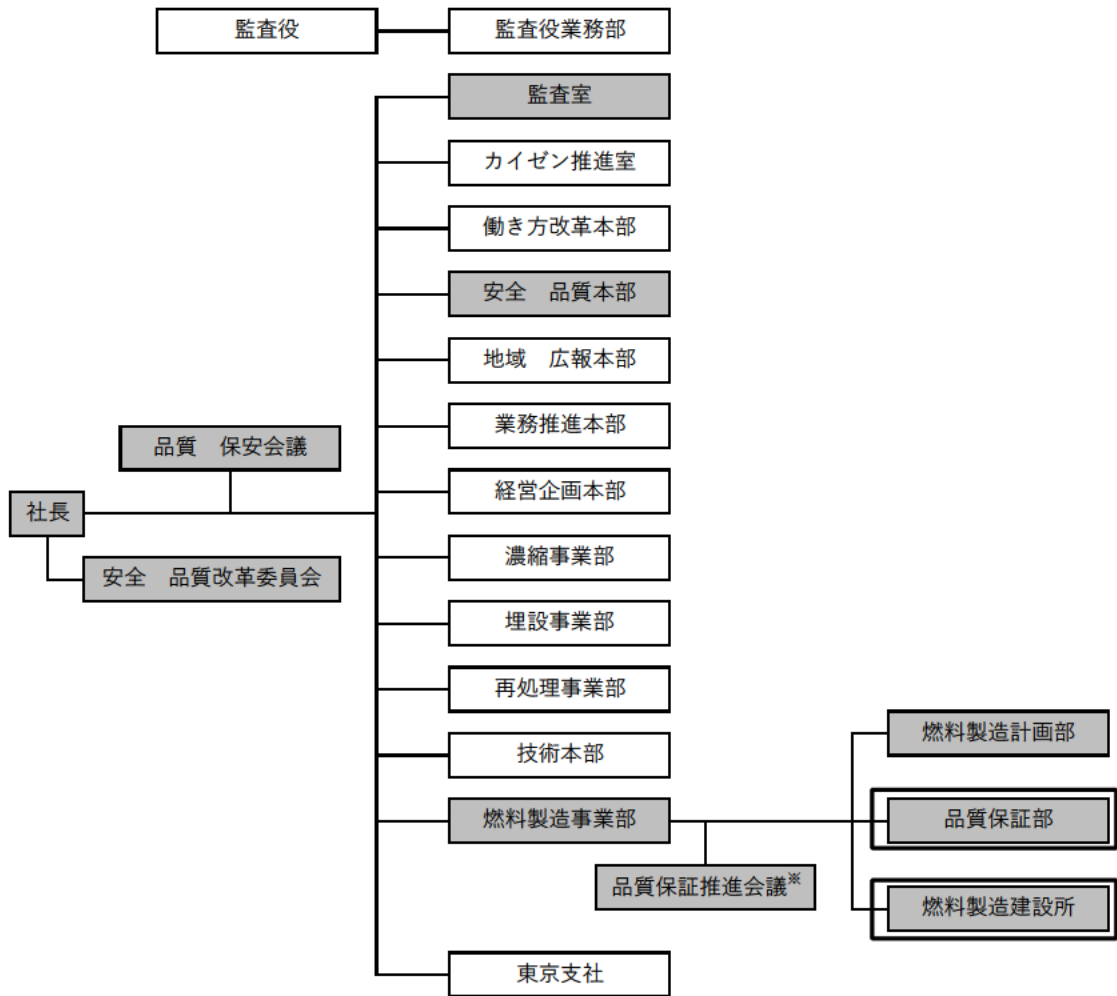 監査役
監査役業務部
監査室
カイゼン推進室
働き方改革本部
安全　品質本部
地域　広報本部
業務推進本部
品質　保安会議
経営企画本部
社長
濃縮事業部
安全　品質改革委員会
埋設事業部
再処理事業部
燃料製造計画部
技術本部
燃料製造事業部
品質保証部
品質保証推進会議※
燃料製造建設所
東京支社